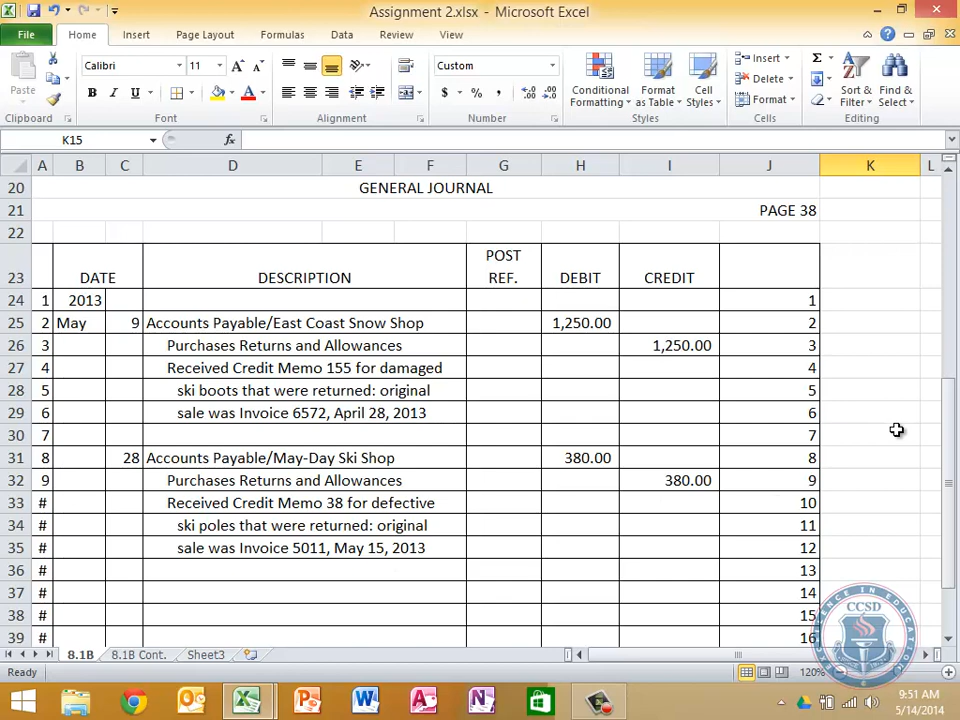 Assignment 2.xlsx - Microsoft Excel
File Home Insert Page Layout Formulas Data Review View
Paste Calibri 11 Custom Conditional Formatting Format as Table Cell Styles Insert Delete Format Sort & Filter Find & Select
B I U A $ % ,
Clipboard Font Alignment Number Styles Cells Editing
K15 fx
A B C D E F G H I J K L
20 GENERAL JOURNAL
21 PAGE 38
22
POST
23 DATE DESCRIPTION REF. DEBIT CREDIT
24 1 2013 1
25 2 May 9 Accounts Payable/East Coast Snow Shop 1,250.00 2
26 3 Purchases Returns and Allowances 1,250.00 3
27 4 Received Credit Memo 155 for damaged 4
28 5 ski boots that were returned: original 5
29 6 sale was Invoice 6572, April 28, 2013 6
30 7 7
31 8 28 Accounts Payable/May-Day Ski Shop 380.00 8
32 9 Purchases Returns and Allowances 380.00 9
33 # Received Credit Memo 38 for defective 10
34 # ski poles that were returned: original 11
35 # sale was Invoice 5011, May 15, 2013 12
36 # 13
37 # 14
38 # 15
39 # 16
CCSD
8.1B 8.1B Cont. Sheet3
Ready 120%
9:51 AM
5/14/2014